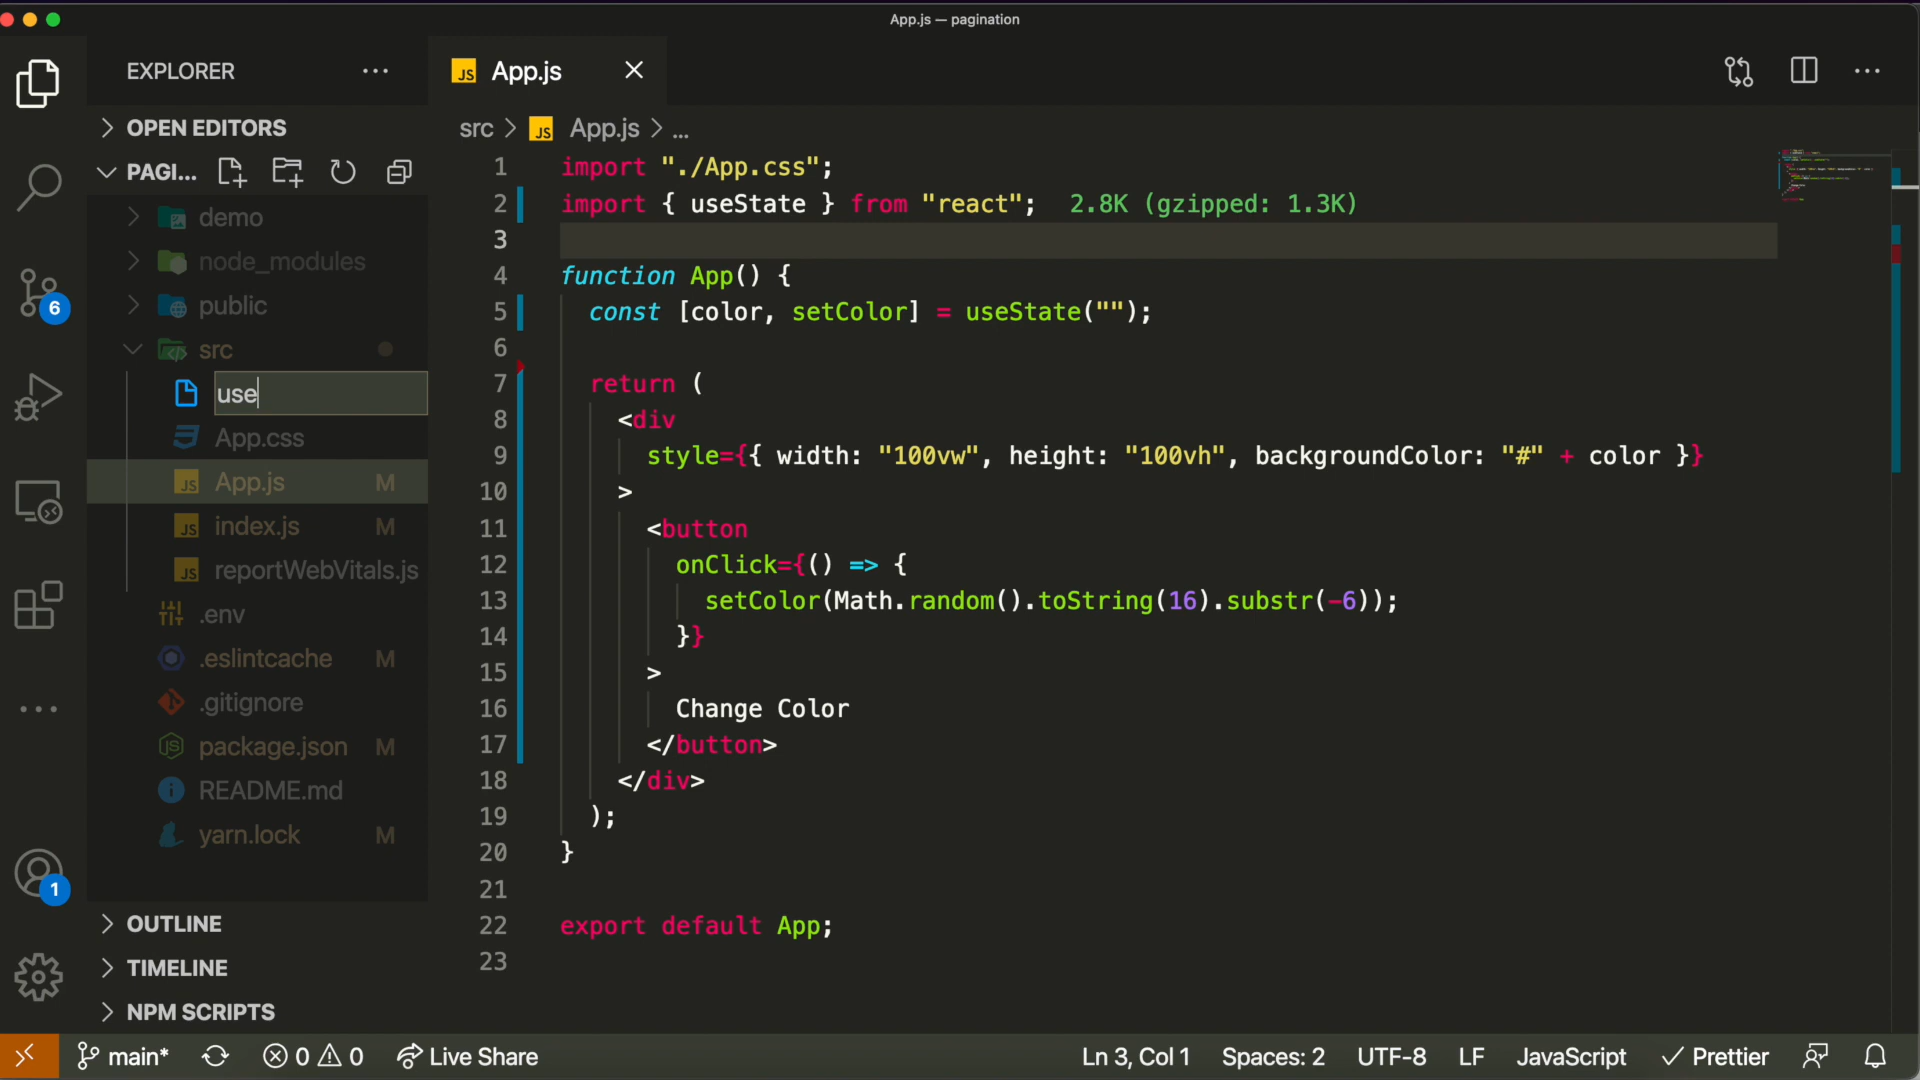 App.js — pagination
EXPLORER
App.js
OPEN EDITORS
src > JS App.js > ...
PAGI...
demo
node_modules
public
src
use
App.css
App.js M
index.js M
reportWebVitals.js
.env
.eslintcache M
.gitignore
package.json M
README.md
yarn.lock M
OUTLINE
TIMELINE
NPM SCRIPTS
6
1
1 import "./App.css";
2 import { useState } from "react"; 2.8K (gzipped: 1.3K)
3
4 function App() {
5 const [color, setColor] = useState("");
6
7 return (
8 <div
9 style={{ width: "100vw", height: "100vh", backgroundColor: "#" + color }}
10 >
11 <button
12 onClick={() => {
13 setColor(Math.random().toString(16).substr(-6));
14 }}
15 >
16 Change Color
17 </button>
18 </div>
19 );
20 }
21
22 export default App;
23
main* 0 0 Live Share Ln 3, Col 1 Spaces: 2 UTF-8 LF JavaScript Prettier